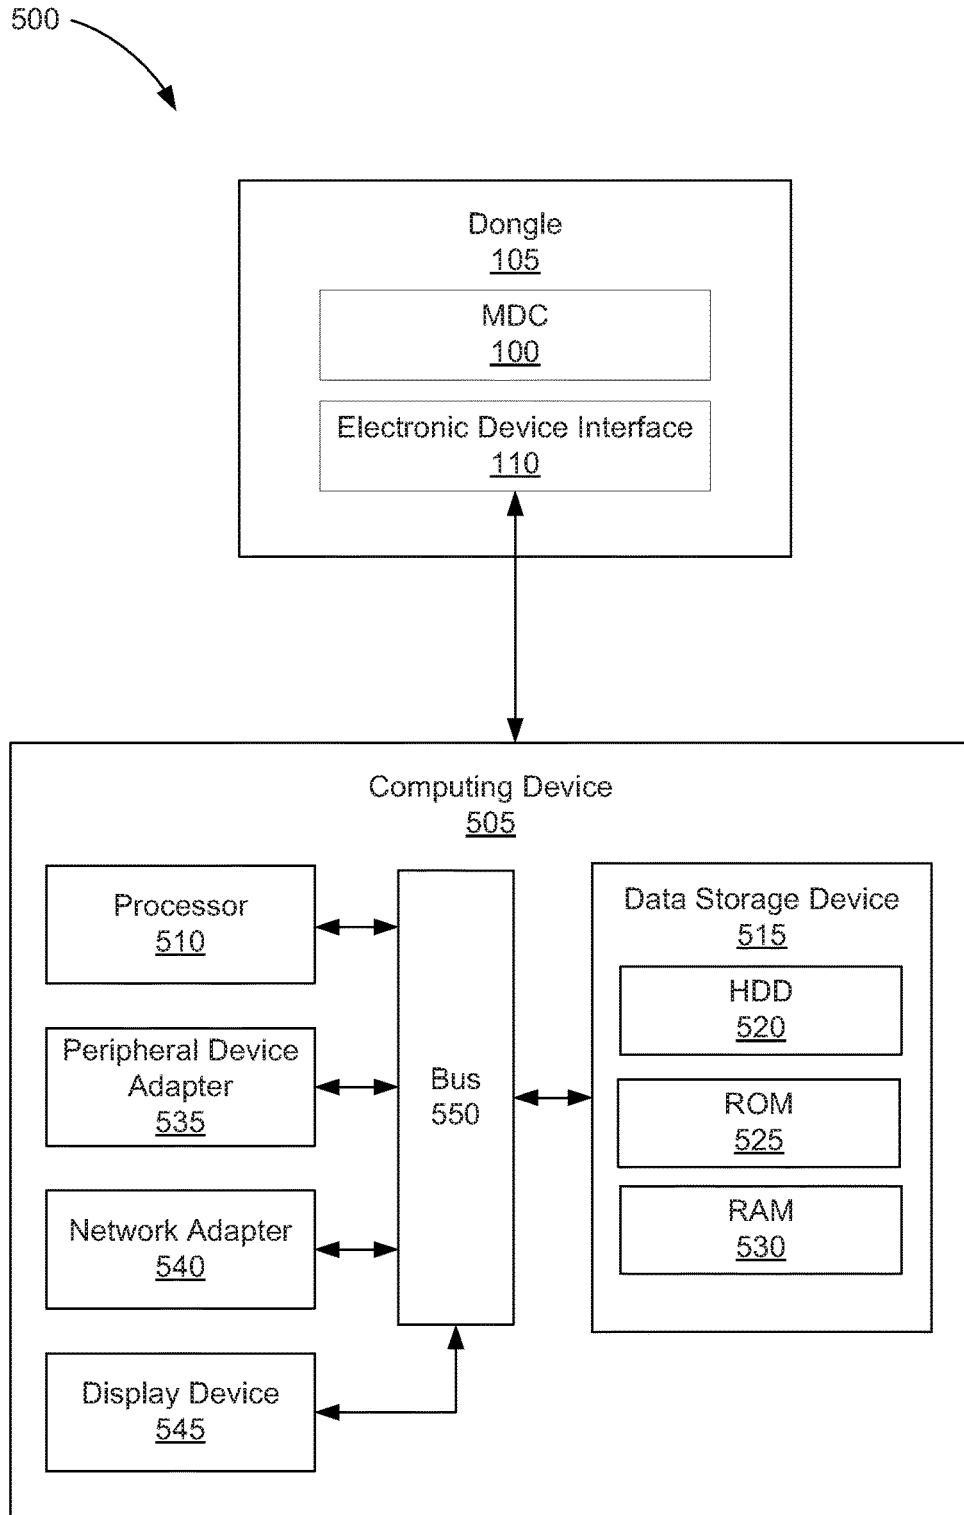 500
Dongle
105
MDC
100
Electronic Device Interface
110
Computing Device
505
Processor
510
Peripheral Device
Adapter
535
Network Adapter
540
Display Device
545
Bus
550
Data Storage Device
515
HDD
520
ROM
525
RAM
530